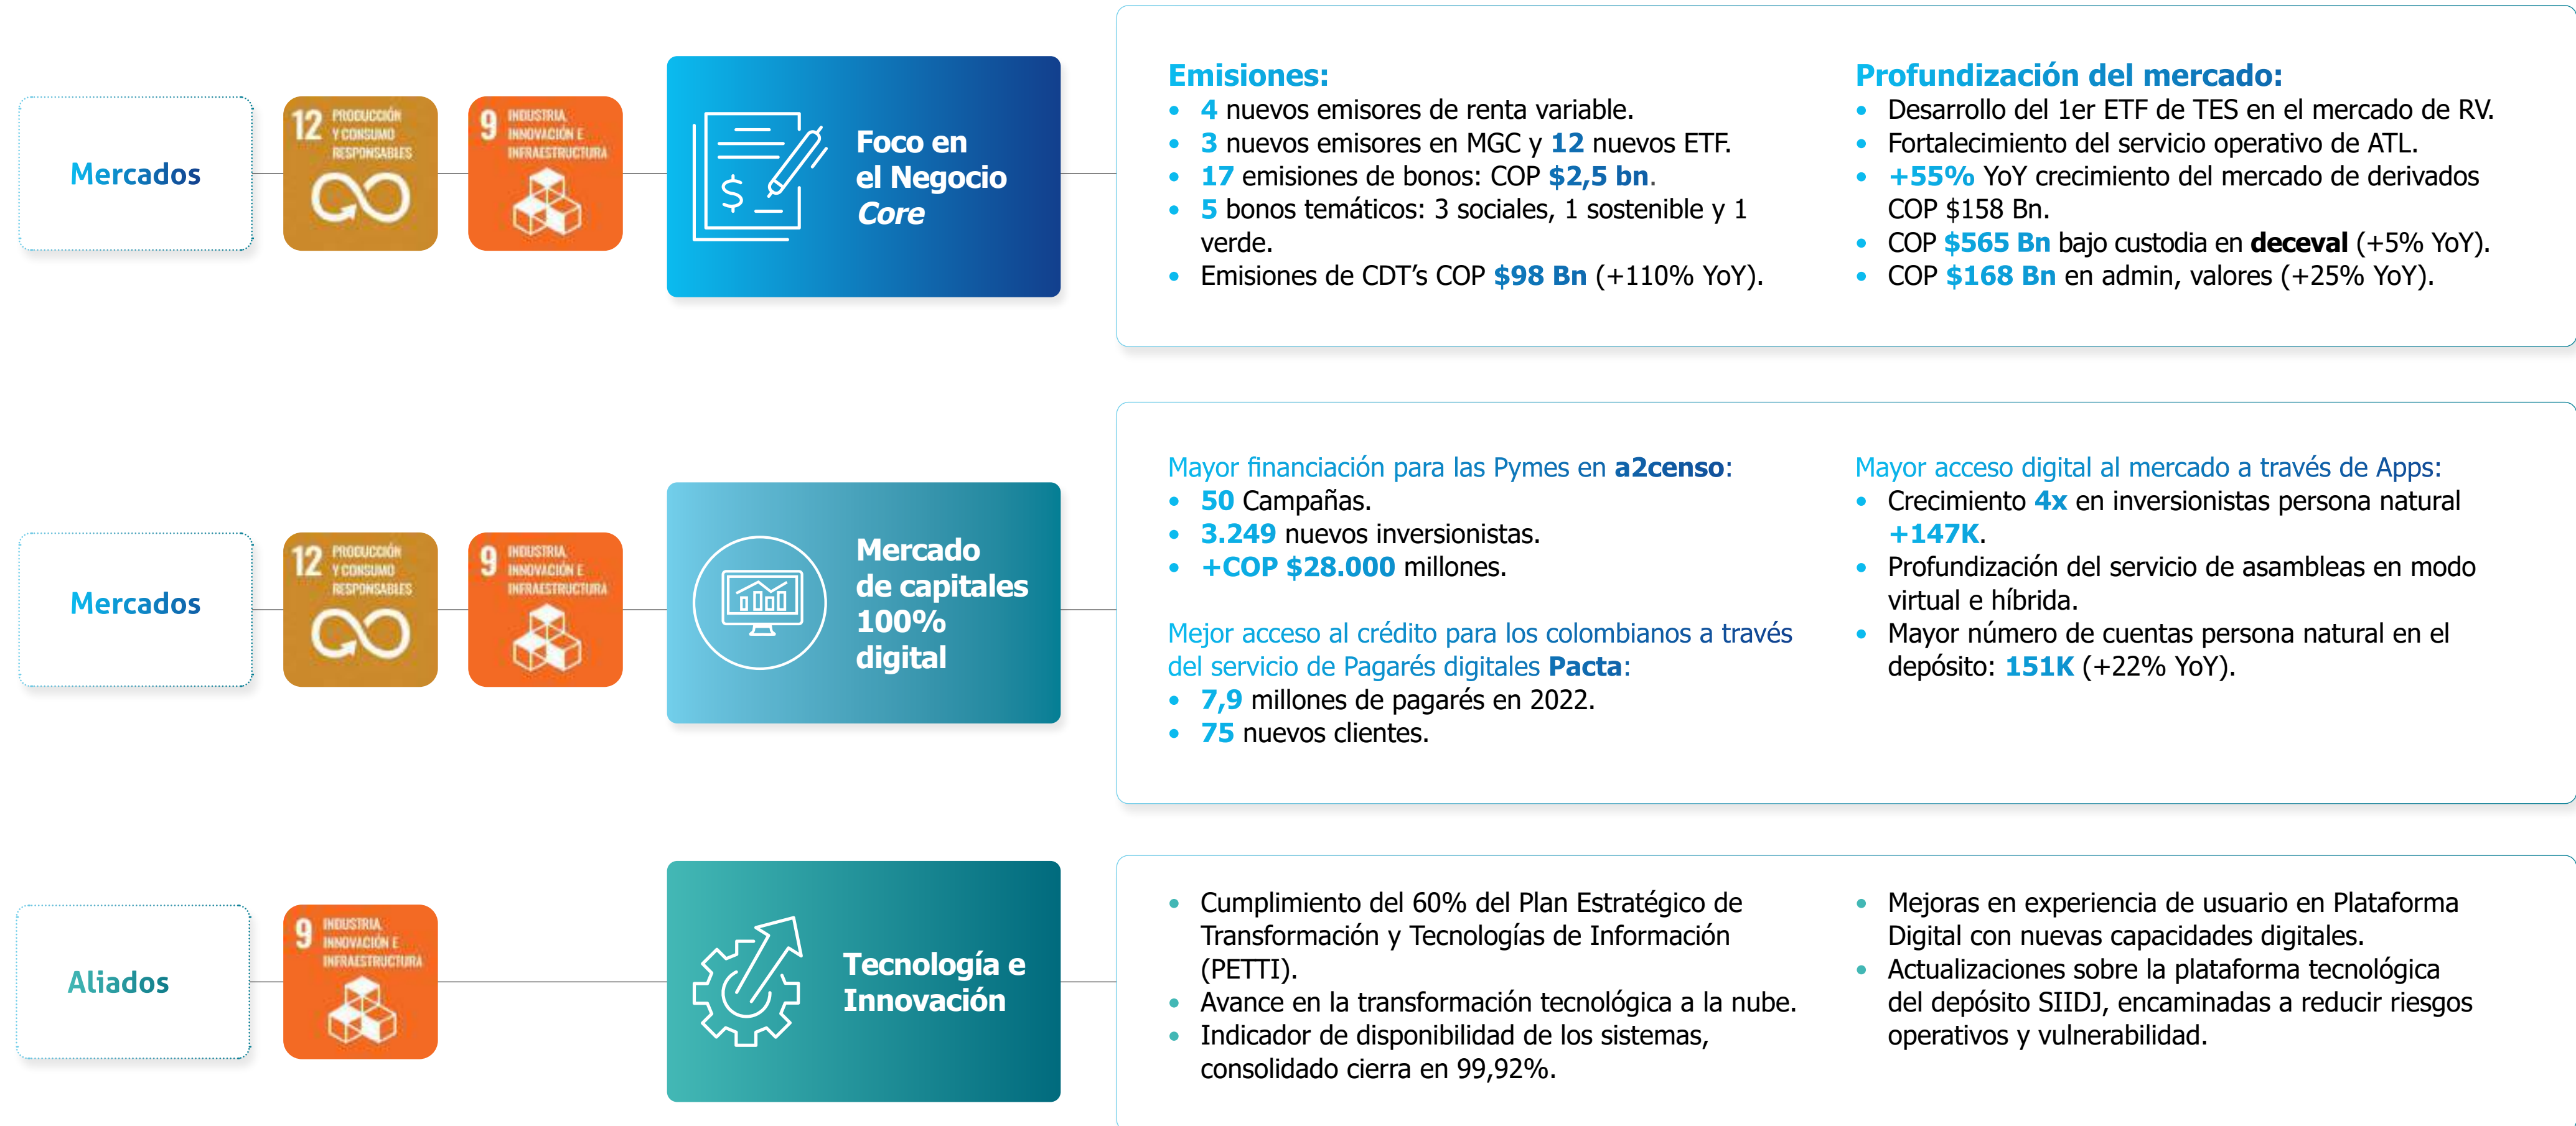 Mercados
12 PRODUCCIÓN
Y CONSUMO
RESPONSABLES
9 INDUSTRIA,
INNOVACIÓN E
INFRAESTRUCTURA
$
Foco en
el Negocio
Core
Emisiones:
• 4 nuevos emisores de renta variable.
• 3 nuevos emisores en MGC y 12 nuevos ETF.
• 17 emisiones de bonos: COP $2,5 bn.
• 5 bonos temáticos: 3 sociales, 1 sostenible y 1
verde.
• Emisiones de CDT’s COP $98 Bn (+110% YoY).
Profundización del mercado:
• Desarrollo del 1er ETF de TES en el mercado de RV.
• Fortalecimiento del servicio operativo de ATL.
• +55% YoY crecimiento del mercado de derivados
COP $158 Bn.
• COP $565 Bn bajo custodia en deceval (+5% YoY).
• COP $168 Bn en admin, valores (+25% YoY).
Mercados
12 PRODUCCIÓN
Y CONSUMO
RESPONSABLES
9 INDUSTRIA,
INNOVACIÓN E
INFRAESTRUCTURA
Mercado
de capitales
100%
digital
Mayor financiación para las Pymes en a2censo:
• 50 Campañas.
• 3.249 nuevos inversionistas.
• +COP $28.000 millones.
Mejor acceso al crédito para los colombianos a través
del servicio de Pagarés digitales Pacta:
• 7,9 millones de pagarés en 2022.
• 75 nuevos clientes.
Mayor acceso digital al mercado a través de Apps:
• Crecimiento 4x en inversionistas persona natural
+147K.
• Profundización del servicio de asambleas en modo
virtual e híbrida.
• Mayor número de cuentas persona natural en el
depósito: 151K (+22% YoY).
Aliados
9 INDUSTRIA,
INNOVACIÓN E
INFRAESTRUCTURA
Tecnología e
Innovación
• Cumplimiento del 60% del Plan Estratégico de
Transformación y Tecnologías de Información
(PETTI).
• Avance en la transformación tecnológica a la nube.
• Indicador de disponibilidad de los sistemas,
consolidado cierra en 99,92%.
• Mejoras en experiencia de usuario en Plataforma
Digital con nuevas capacidades digitales.
• Actualizaciones sobre la plataforma tecnológica
del depósito SIIDJ, encaminadas a reducir riesgos
operativos y vulnerabilidad.